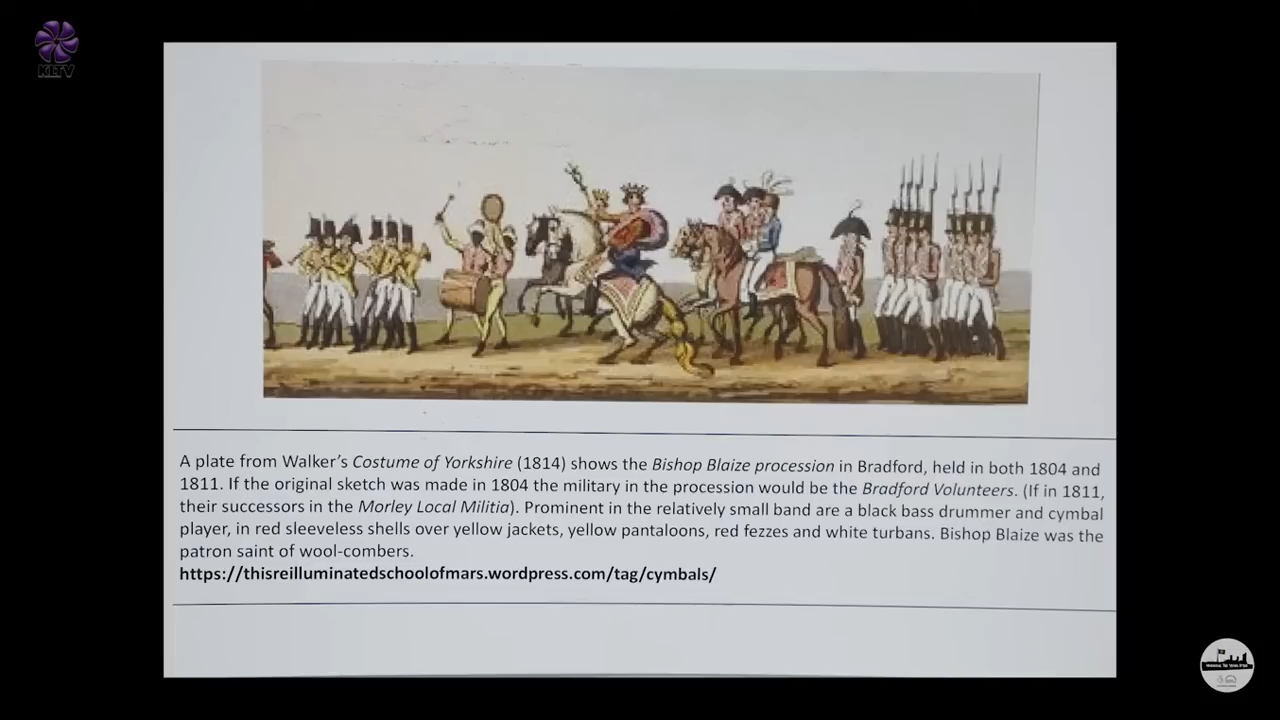 KLTV
A plate from Walker's Costume of Yorkshire (1814) shows the Bishop Blaize procession in Bradford, held in both 1804 and
1811. If the original sketch was made in 1804 the military in the procession would be the Bradford Volunteers. (If in 1811,
their successors in the Morley Local Militia). Prominent in the relatively small band are a black bass drummer and cymbal
player, in red sleeveless shells over yellow jackets, yellow pantaloons, red fezzes and white turbans. Bishop Blaize was the
patron saint of wool-combers.
https://thisreilluminatedschoolofmars.wordpress.com/tag/cymbals/